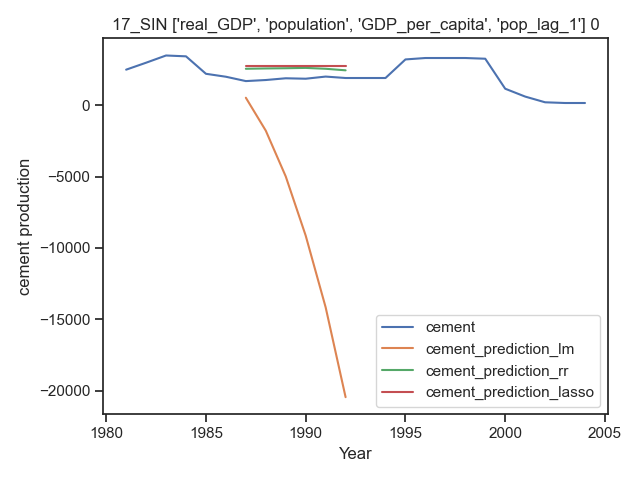 17_SIN ['real_GDP', 'population', 'GDP_per_capita', 'pop_lag_1'] 0
cement production
0
−5000
−10000
−15000
−20000
cement
cement_prediction_lm
cement_prediction_rr
cement_prediction_lasso
1980 1985 1990 1995 2000 2005
Year